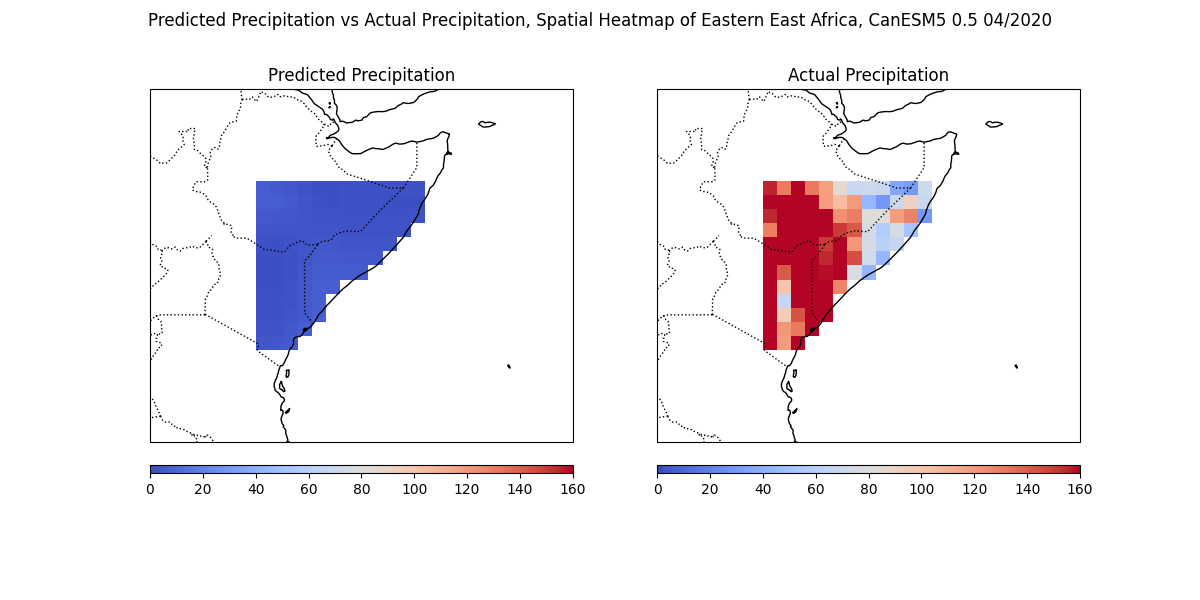 Predicted Precipitation vs Actual Precipitation, Spatial Heatmap of Eastern East Africa, CanESM5 0.5 04/2020
Predicted Precipitation
Actual Precipitation
0 20 40 60 80 100 120 140 160
0 20 40 60 80 100 120 140 160